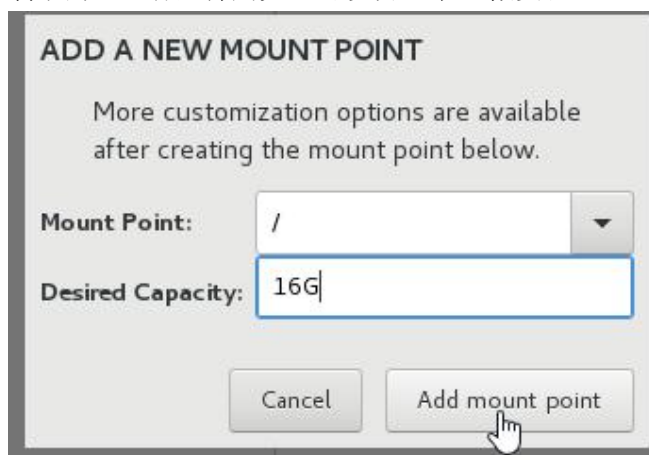 ADD A NEW MOUNT POINT
More customization options are available
after creating the mount point below.
Mount Point: /
Desired Capacity: 16G
Cancel Add mount point